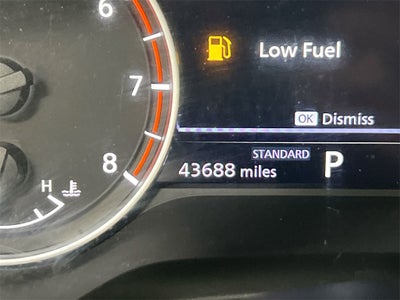 6
Low Fuel
7
OK Dismiss
STANDARD
8
43688 miles P
H